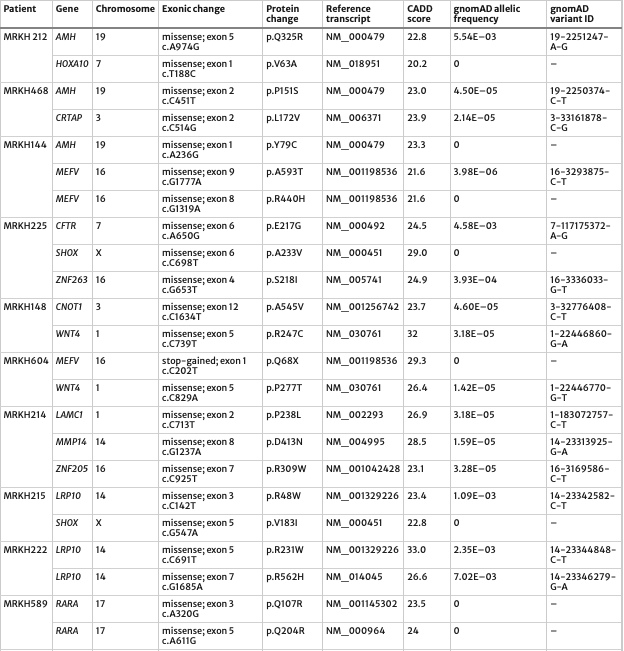 Patient Gene Chromosome Exonic change Protein change Reference transcript CADD score gnomAD allelic frequency gnomAD variant ID
MRKH 212 AMH 19 missense; exon 5 c.A974G p.Q325R NM_000479 22.8 5.54E−03 19-2251247-A-G
HOXA10 7 missense; exon 1 c.T188C p.V63A NM_018951 20.2 0 –
MRKH468 AMH 19 missense; exon 2 c.C451T p.P151S NM_000479 23.0 4.50E−05 19-2250374-C-T
CRTAP 3 missense; exon 2 c.C514G p.L172V NM_006371 23.9 2.14E−05 3-33161878-C-G
MRKH144 AMH 19 missense; exon 1 c.A236G p.Y79C NM_000479 23.3 0 –
MEFV 16 missense; exon 9 c.G1777A p.A593T NM_001198536 21.6 3.98E−06 16-3293875-C-T
MEFV 16 missense; exon 8 c.G1319A p.R440H NM_001198536 21.6 0 –
MRKH225 CFTR 7 missense; exon 6 c.A650G p.E217G NM_000492 24.5 4.58E−03 7-117175372-A-G
SHOX X missense; exon 6 c.C698T p.A233V NM_000451 29.0 0 –
ZNF263 16 missense; exon 4 c.G653T p.S218I NM_005741 24.9 3.93E−04 16-3336033-G-T
MRKH148 CNOT1 3 missense; exon 12 c.C1634T p.A545V NM_001256742 23.7 4.60E−05 3-32776408-C-T
WNT4 1 missense; exon 5 c.C739T p.R247C NM_030761 32 3.18E−05 1-22446860-G-A
MRKH604 MEFV 16 stop-gained; exon 1 c.C202T p.Q68X NM_001198536 29.3 0 –
WNT4 1 missense; exon 5 c.C829A p.P277T NM_030761 26.4 1.42E−05 1-22446770-G-T
MRKH214 LAMC1 1 missense; exon 2 c.C713T p.P238L NM_002293 26.9 3.18E−05 1-183072757-C-T
MMP14 14 missense; exon 8 c.G1237A p.D413N NM_004995 28.5 1.59E−05 14-23313925-G-A
ZNF205 16 missense; exon 7 c.C925T p.R309W NM_001042428 23.1 3.28E−05 16-3169586-C-T
MRKH215 LRP10 14 missense; exon 3 c.C142T p.R48W NM_001329226 23.4 1.09E−03 14-23342582-C-T
SHOX X missense; exon 5 c.G547A p.V183I NM_000451 22.8 0 –
MRKH222 LRP10 14 missense; exon 5 c.C691T p.R231W NM_001329226 33.0 2.35E−03 14-23344848-C-T
LRP10 14 missense; exon 7 c.G1685A p.R562H NM_014045 26.6 7.02E−03 14-23346279-G-A
MRKH589 RARA 17 missense; exon 3 c.A320G p.Q107R NM_001145302 23.5 0 –
RARA 17 missense; exon 5 c.A611G p.Q204R NM_000964 24 0 –